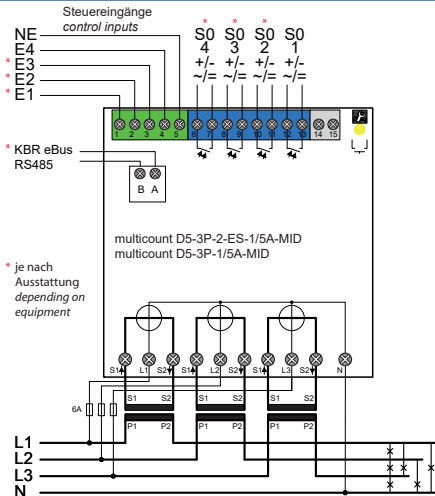 Steuereingänge
control inputs
NE
E4
* E3
* E2
* E1
* * *
S0 S0 S0 S0
4 3 2 1
+/- +/- +/- +/-
~/= ~/= ~/= ~/=
1 2 3 4 5 6 7 8 9 10 11 12 13 14 15
* KBR eBus
RS485
B A
multicount D5-3P-2-ES-1/5A-MID
multicount D5-3P-1/5A-MID
* je nach
Ausstattung
depending on
equipment
S1 L1 S2 S1 L2 S2 S1 L3 S2 N
6A
S1 S2 S1 S2 S1 S2
P1 P2 P1 P2 P1 P2
L1
L2
L3
N